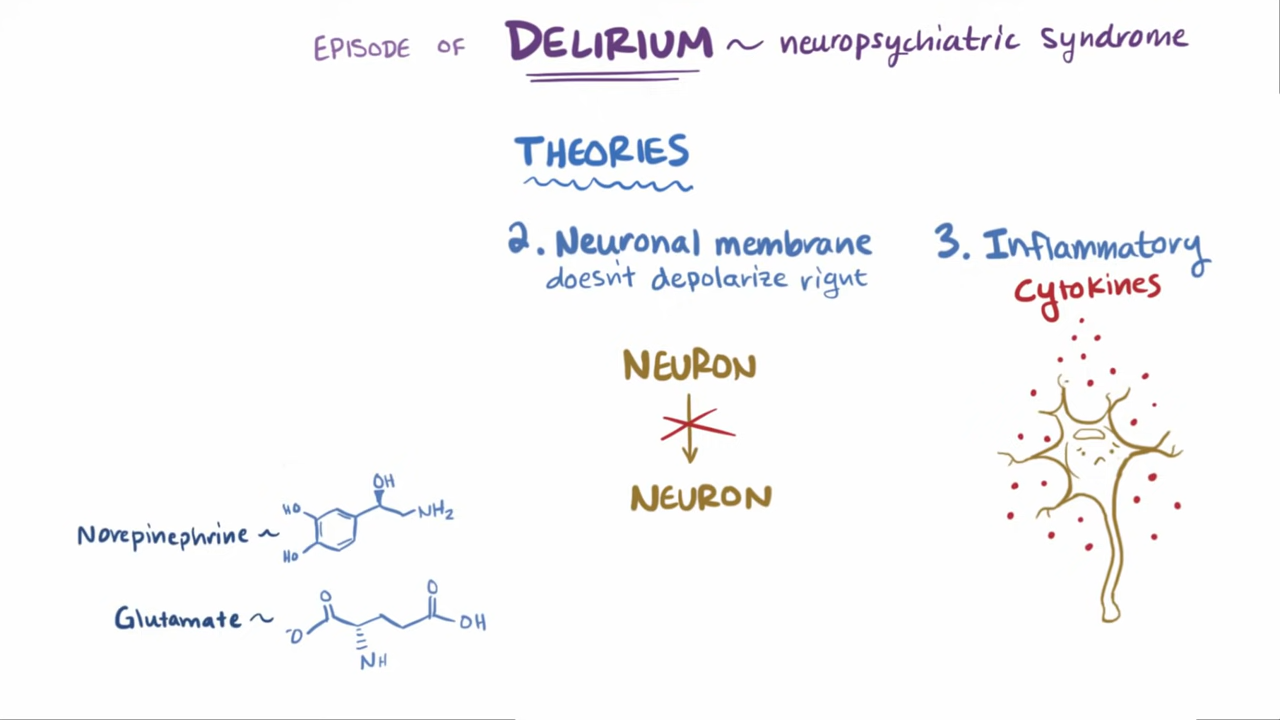 EPISODE OF DELIRIUM ~ neuropsychiatric syndrome
THEORIES
2. Neuronal membrane
doesn't depolarize right
3. Inflammatory
cytokines
NEURON
NEURON
Norepinephrine ~
HO
HO
OH
NH2
Glutamate ~
O
-O
NH
O
OH